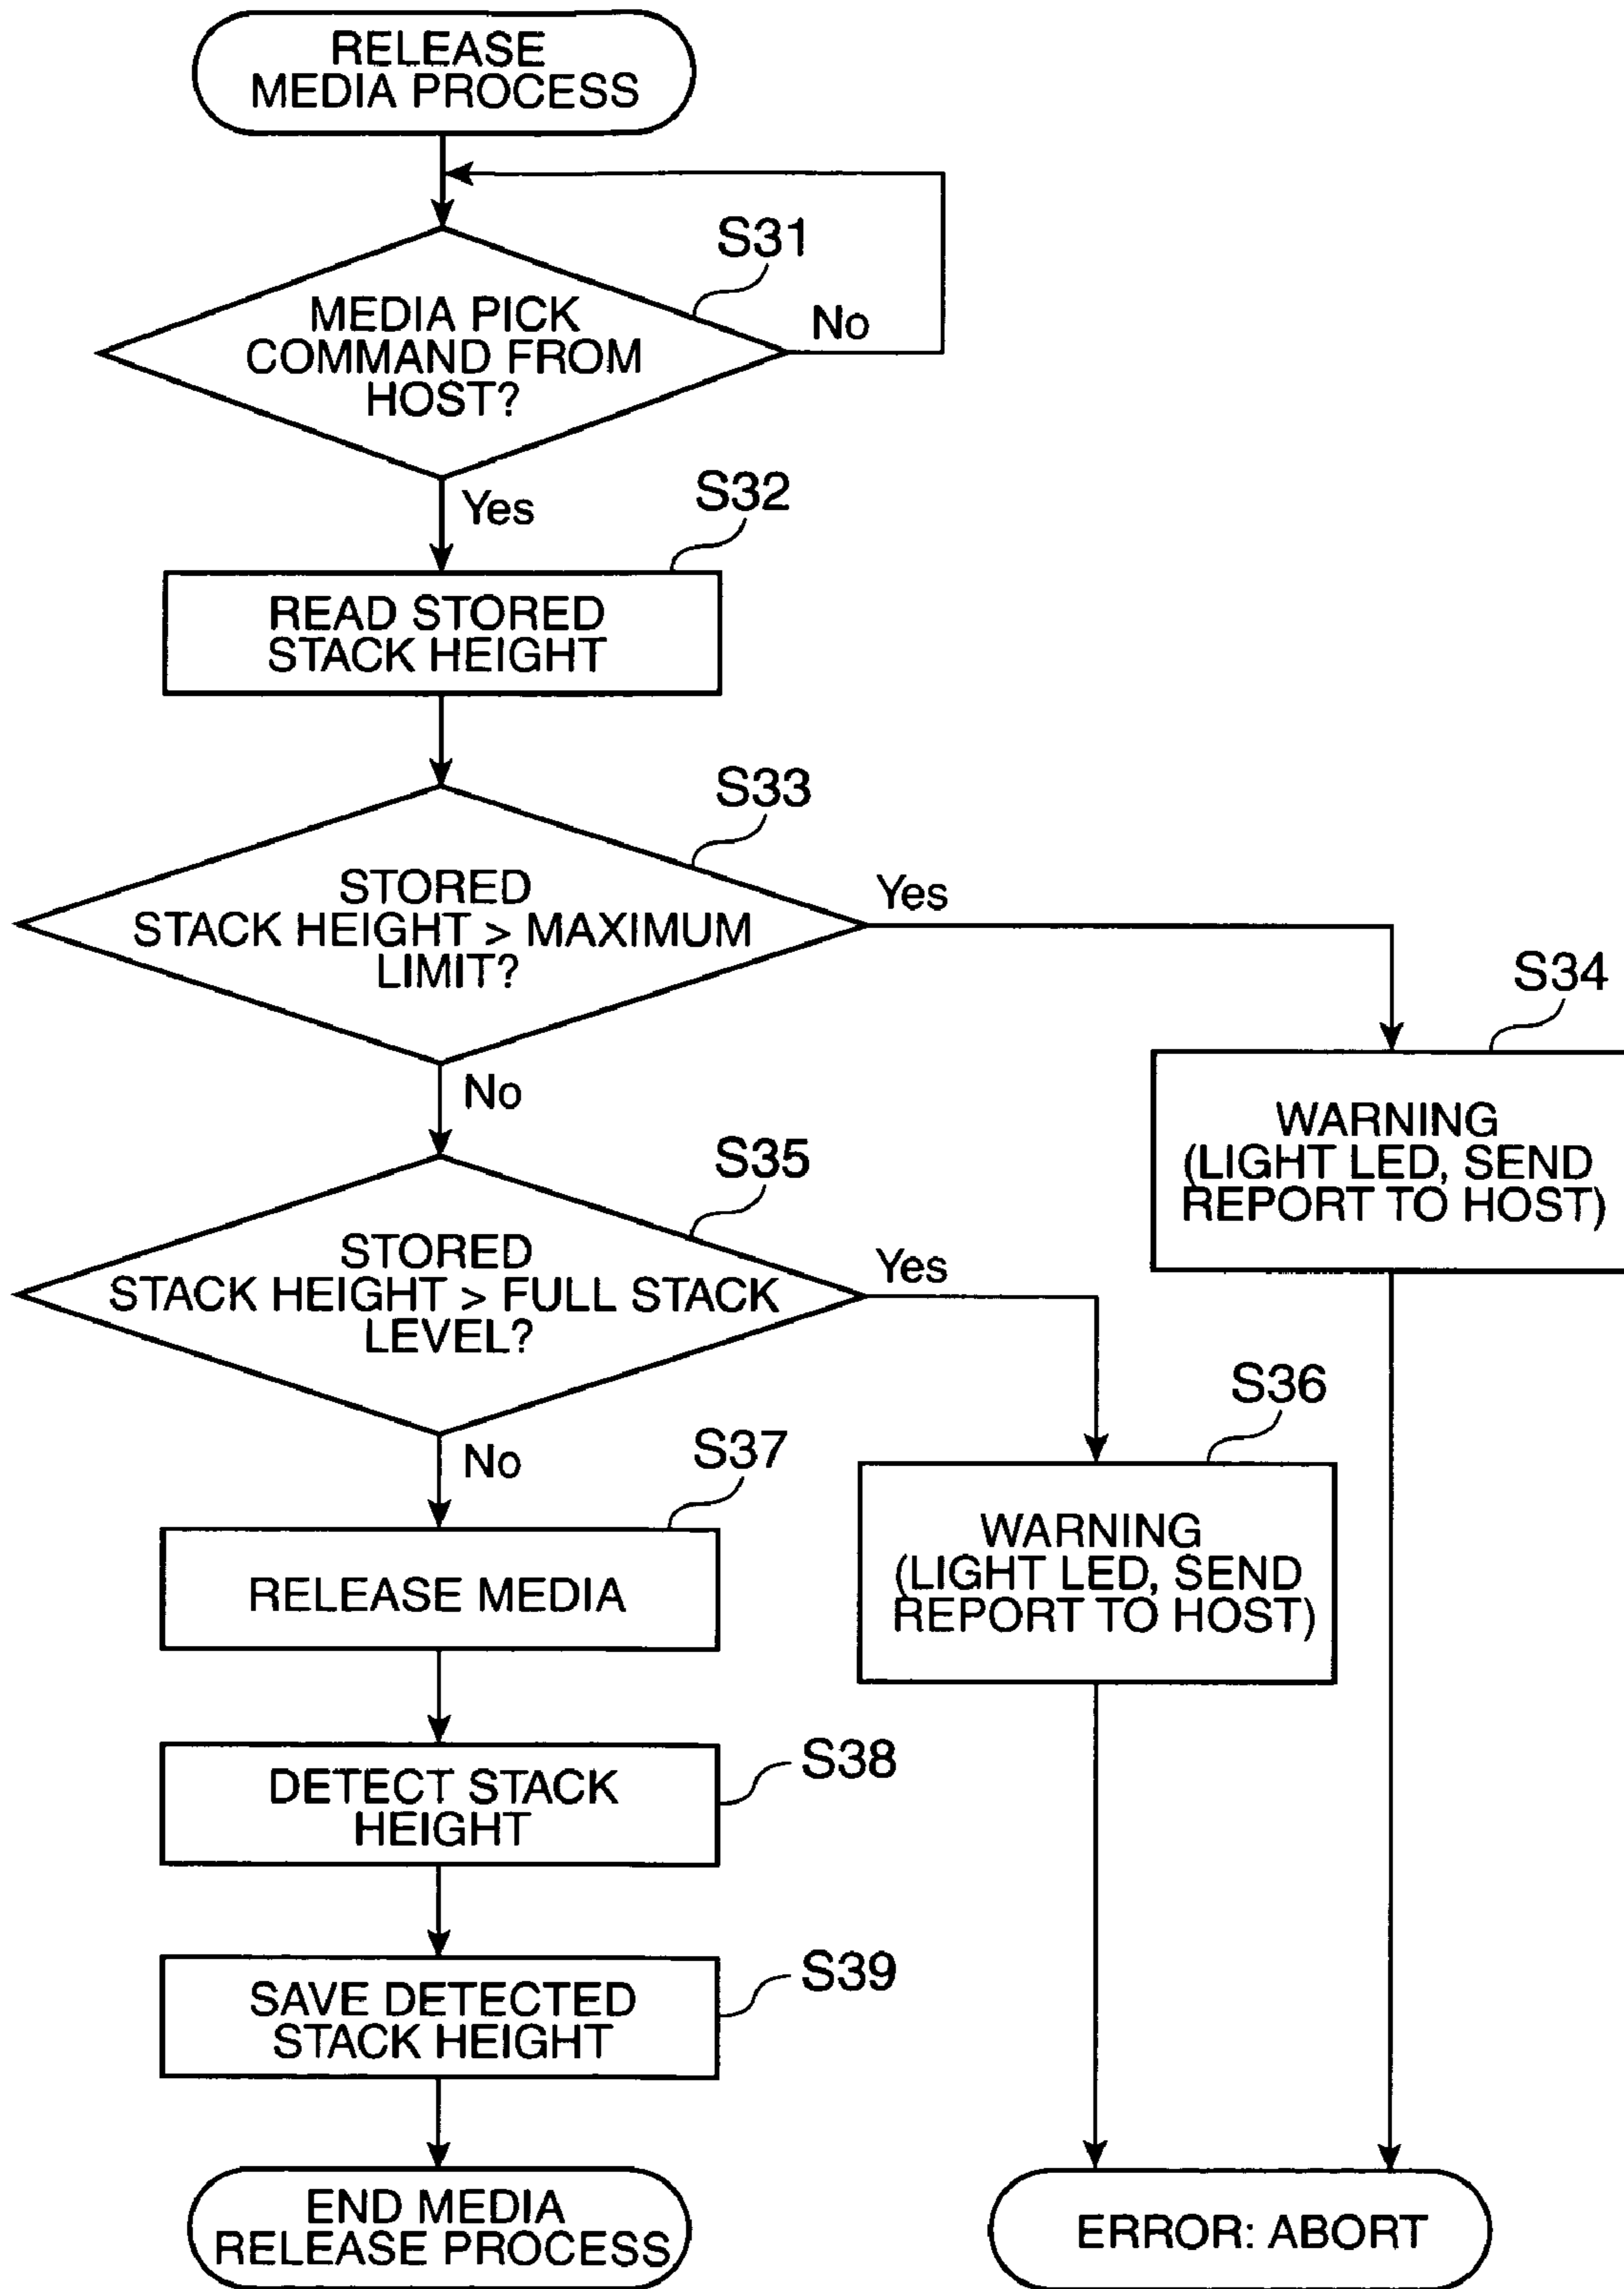 RELEASE
MEDIA PROCESS
S31
MEDIA PICK
COMMAND FROM
HOST?
No
Yes
S32
READ STORED
STACK HEIGHT
S33
STORED
STACK HEIGHT > MAXIMUM
LIMIT?
Yes
No
S34
WARNING
(LIGHT LED, SEND
REPORT TO HOST)
S35
STORED
STACK HEIGHT > FULL STACK
LEVEL?
Yes
No
S36
WARNING
(LIGHT LED, SEND
REPORT TO HOST)
S37
RELEASE MEDIA
S38
DETECT STACK
HEIGHT
S39
SAVE DETECTED
STACK HEIGHT
END MEDIA
RELEASE PROCESS
ERROR: ABORT